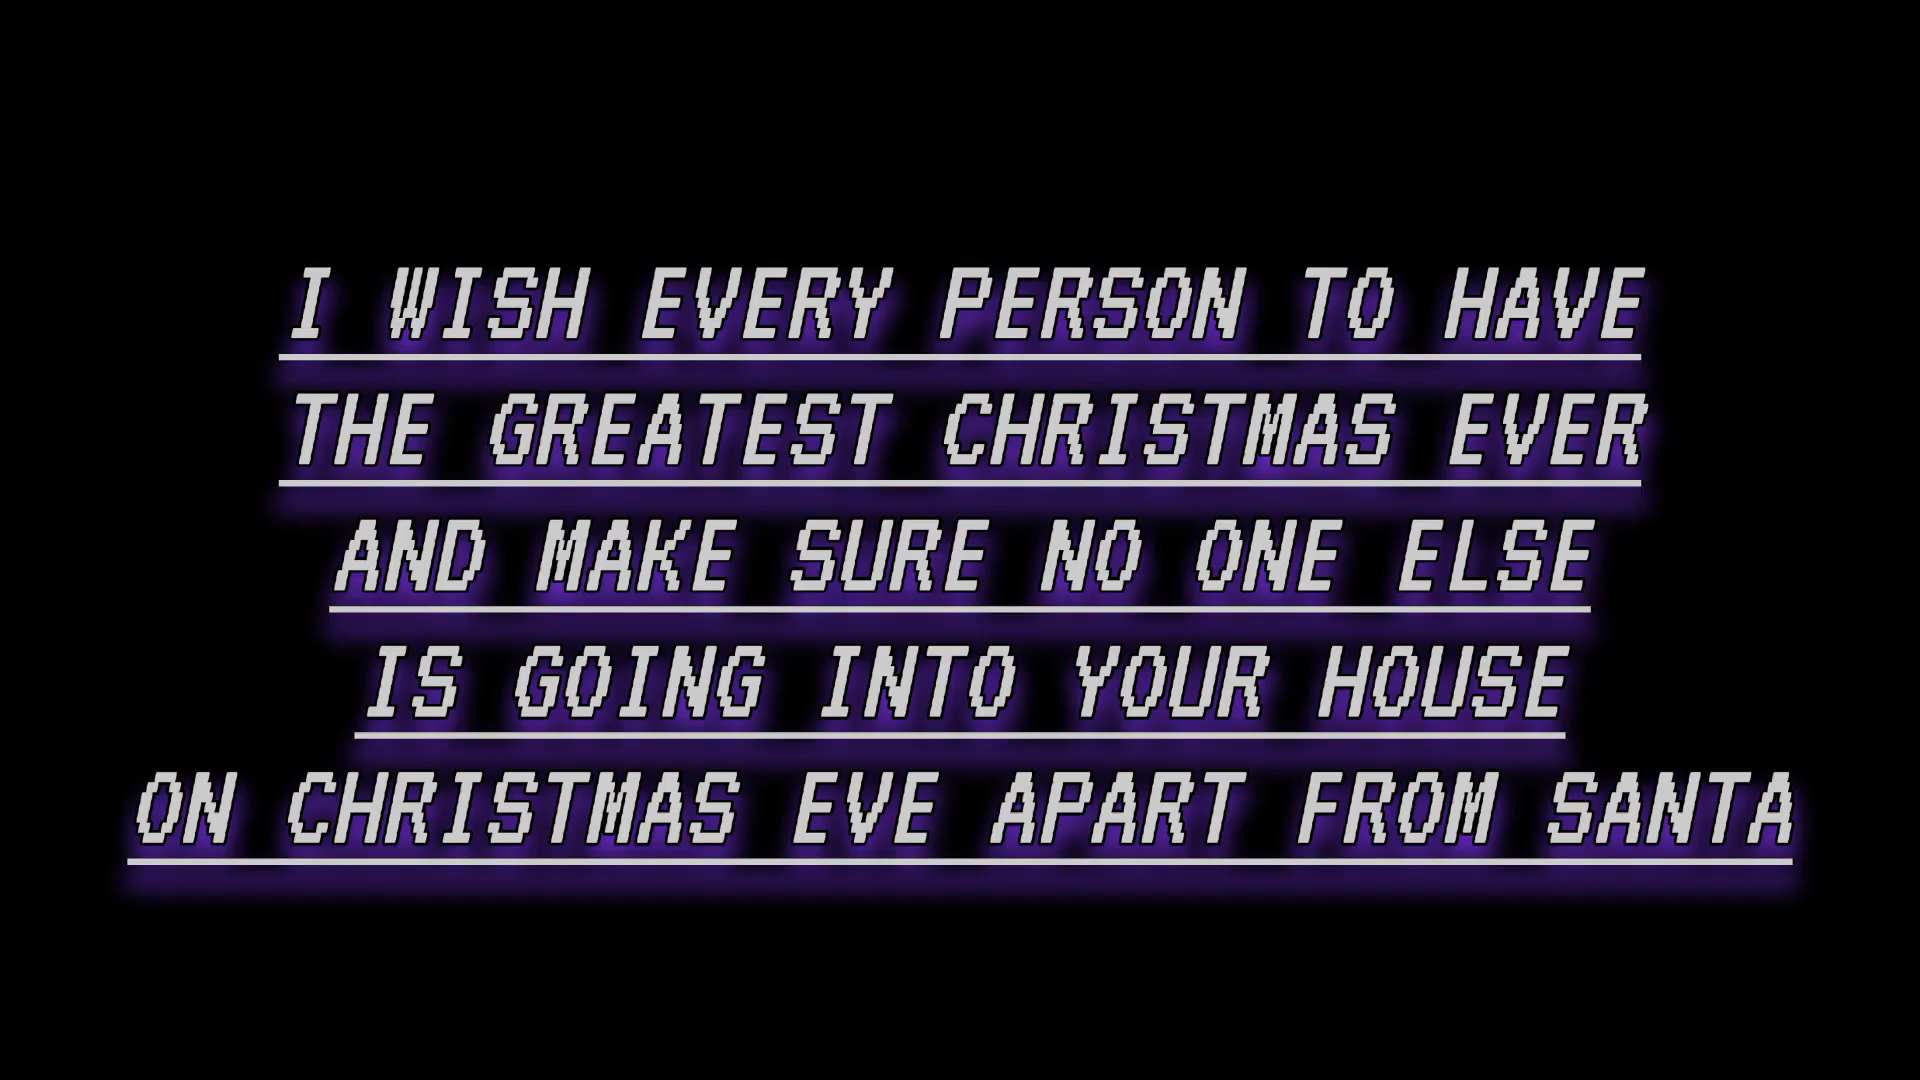 I WISH EVERY PERSON TO HAVE
THE GREATEST CHRISTMAS EVER
AND MAKE SURE NO ONE ELSE
IS GOING INTO YOUR HOUSE
ON CHRISTMAS EVE APART FROM SANTA